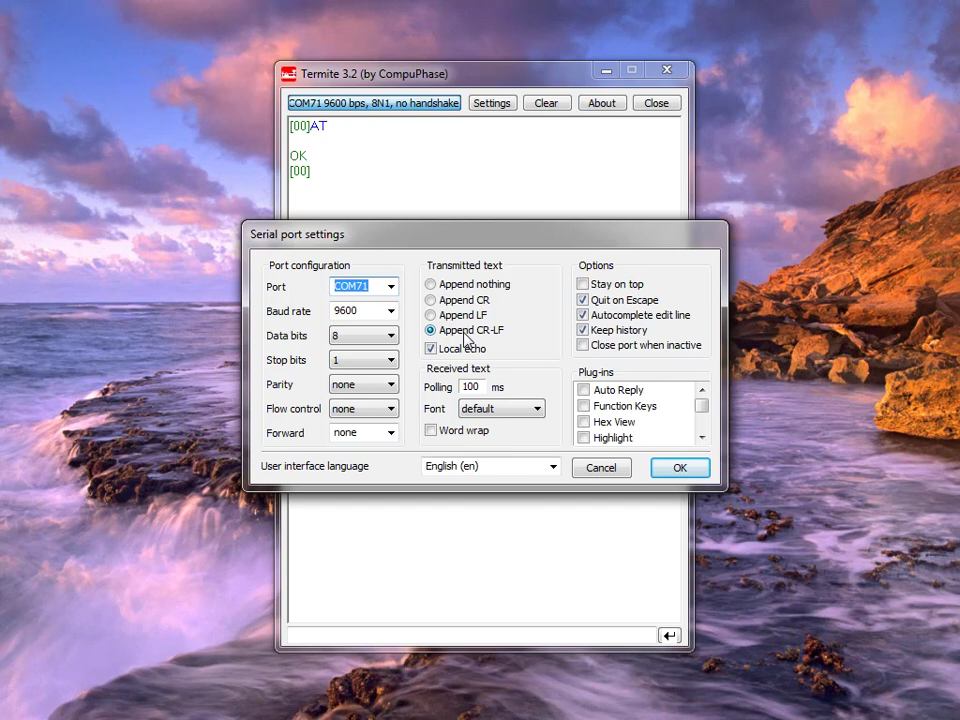 Termite 3.2 (by CompuPhase)
COM71 9600 bps, 8N1, no handshake
Settings
Clear
About
Close
[00]AT
OK
[00]
Serial port settings
Port configuration
Port
COM71
Baud rate
9600
Data bits
8
Stop bits
1
Parity
none
Flow control
none
Forward
none
Transmitted text
Append nothing
Append CR
Append LF
Append CR-LF
Local echo
Received text
Polling 100 ms
Font
default
Word wrap
Options
Stay on top
Quit on Escape
Autocomplete edit line
Keep history
Close port when inactive
Plug-ins
Auto Reply
Function Keys
Hex View
Highlight
User interface language
English (en)
Cancel
OK